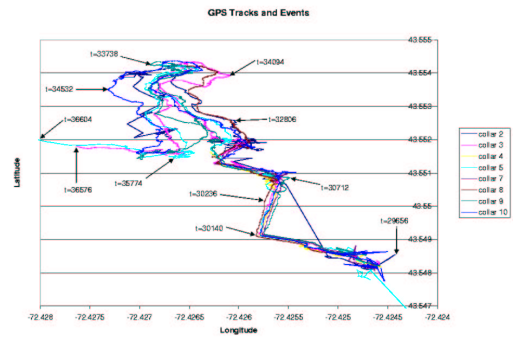 GPS Tracks and Events
43.555
t=33738
t=34094
43.554
t=34532
43.553
t=36604
t=32806
43.552
43.551
t=36576
t=35774
t=30236
t=30712
43.55
t=29656
t=30140
43.549
43.548
43.547
Latitude
-72.428 -72.4275 -72.427 -72.4265 -72.426 -72.4255 -72.425 -72.4245 -72.424
Longitude
collar 2
collar 3
collar 4
collar 5
collar 7
collar 8
collar 9
collar 10